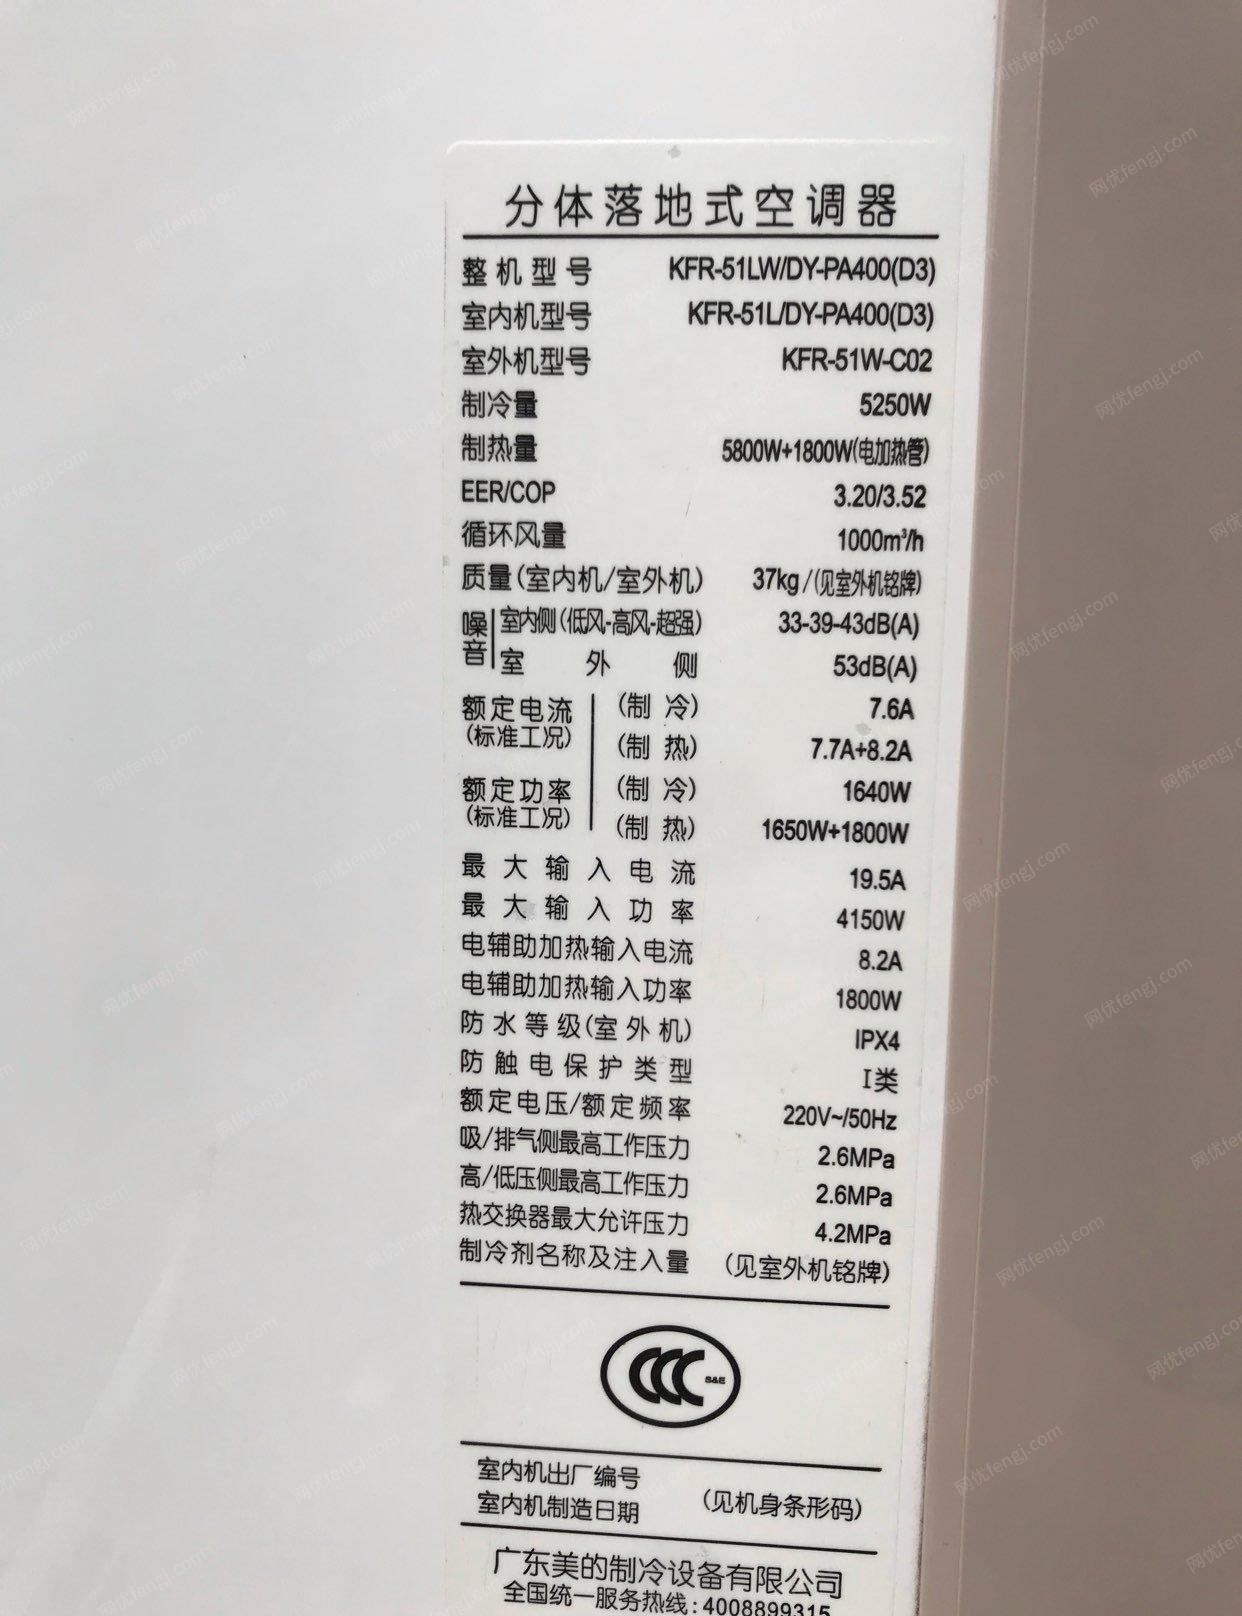 分体落地式空调器
整机型号 KFR-51LW/DY-PA400(D3)
室内机型号 KFR-51L/DY-PA400(D3)
室外机型号 KFR-51W-C02
制冷量 5250W
制热量 5800W+1800W(电加热管)
EER/COP 3.20/3.52
循环风量 1000m³/h
质量(室内机/室外机) 37kg/(见室外机铭牌)
噪音 室内侧(低风-高风-超强) 33-39-43dB(A)
室外侧 53dB(A)
额定电流(标准工况) (制冷) 7.6A
(制热) 7.7A+8.2A
额定功率(标准工况) (制冷) 1640W
(制热) 1650W+1800W
最大输入电流 19.5A
最大输入功率 4150W
电辅助加热输入电流 8.2A
电辅助加热输入功率 1800W
防水等级(室外机) IPX4
防触电保护类型 I类
额定电压/额定频率 220V~/50Hz
吸/排气侧最高工作压力 2.6MPa
高/低压侧最高工作压力 2.6MPa
热交换器最大允许压力 4.2MPa
制冷剂名称及注入量 (见室外机铭牌)
CCC S&E
室内机出厂编号
室内机制造日期 (见机身条形码)
广东美的制冷设备有限公司
全国统一服务热线:4008899315
网优fengj.com